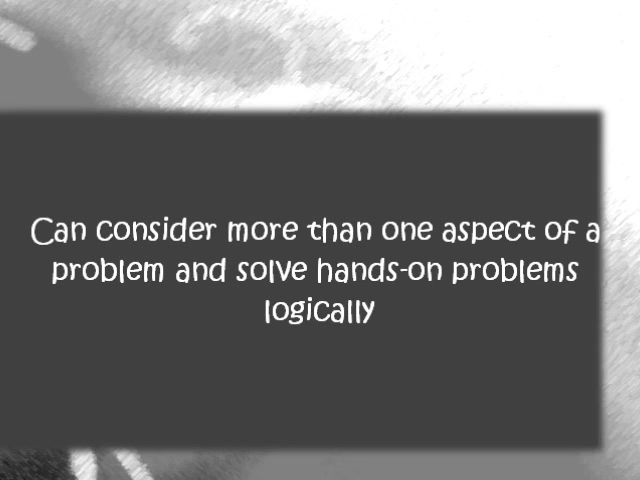 Can consider more than one aspect of a
problem and solve hands-on problems
logically